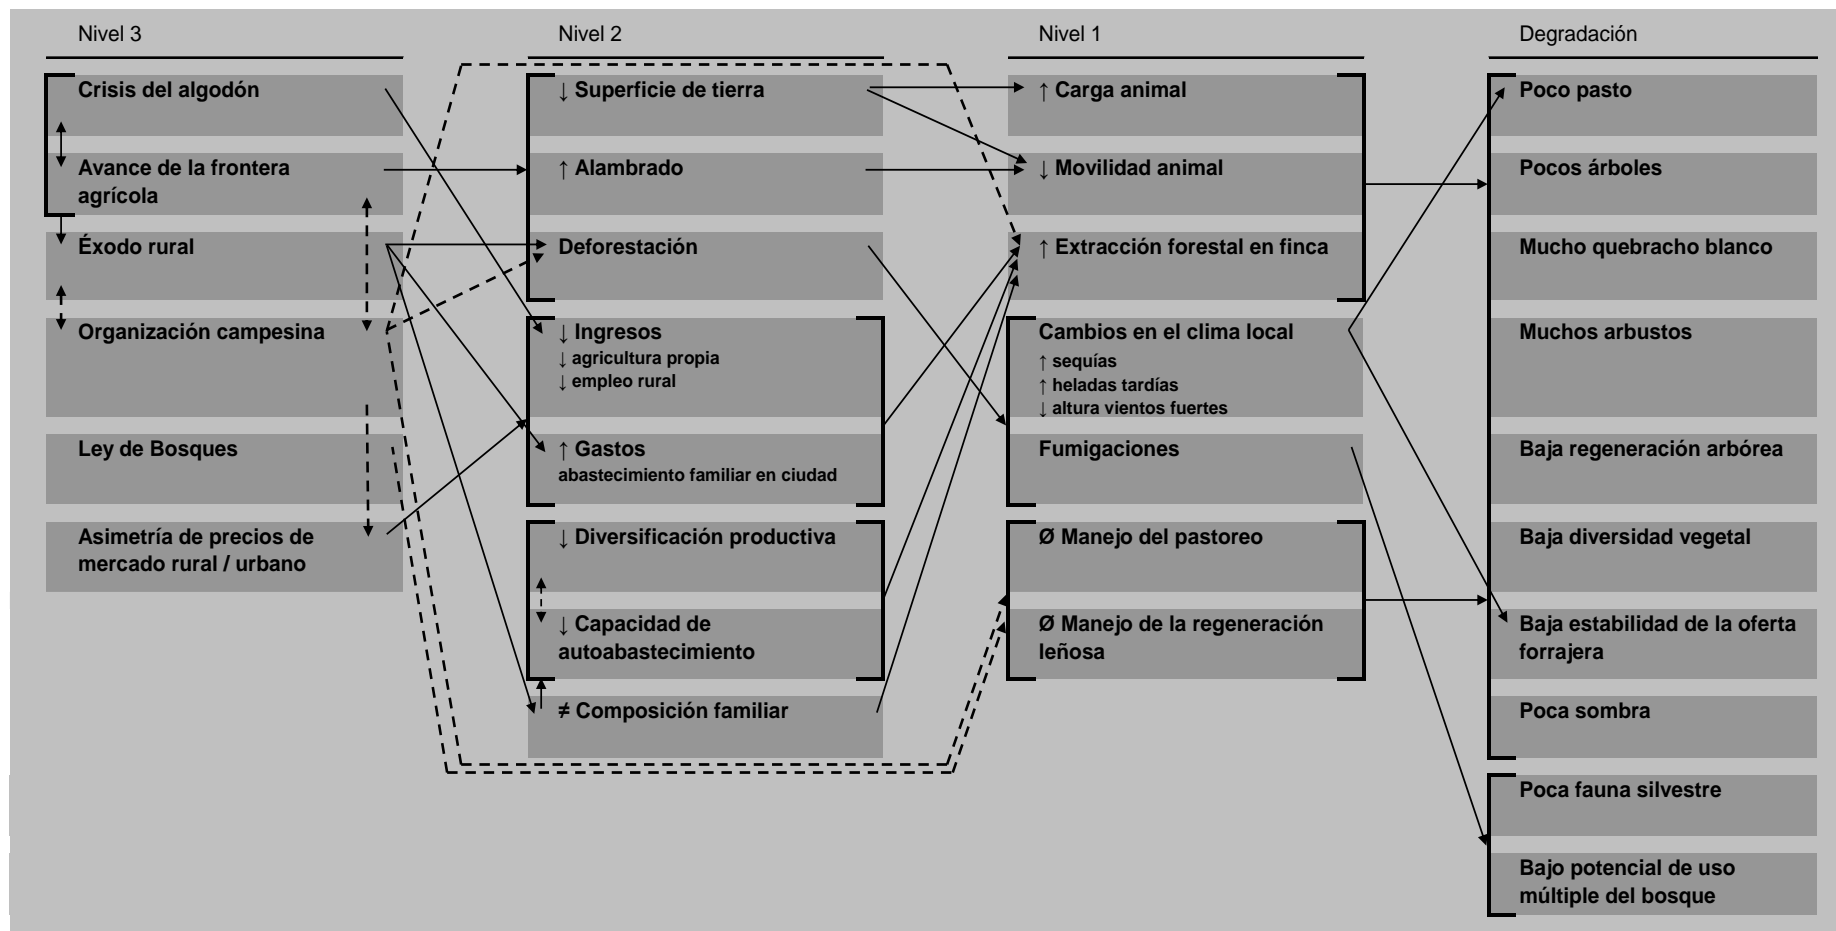 Nivel 3
Crisis del algodón
Avance de la frontera
agrícola
Éxodo rural
Organización campesina
Ley de Bosques
Asimetría de precios de
mercado rural / urbano
Nivel 2
↓ Superficie de tierra
↑ Alambrado
Deforestación
↓ Ingresos
↓ agricultura propia
↓ empleo rural
↑ Gastos
abastecimiento familiar en ciudad
↓ Diversificación productiva
↓ Capacidad de
autoabastecimiento
≠ Composición familiar
Nivel 1
↑ Carga animal
↓ Movilidad animal
↑ Extracción forestal en finca
Cambios en el clima local
↑ sequías
↑ heladas tardías
↓ altura vientos fuertes
Fumigaciones
Ø Manejo del pastoreo
Ø Manejo de la regeneración
leñosa
Degradación
Poco pasto
Pocos árboles
Mucho quebracho blanco
Muchos arbustos
Baja regeneración arbórea
Baja diversidad vegetal
Baja estabilidad de la oferta
forrajera
Poca sombra
Poca fauna silvestre
Bajo potencial de uso
múltiple del bosque